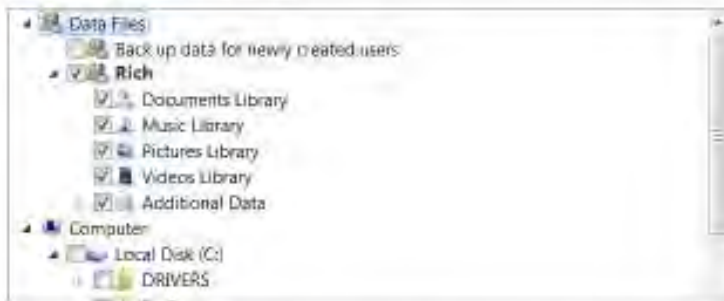 Data Files
Back up data for newly created users
Rich
Documents Library
Music Library
Pictures Library
Videos Library
Additional Data
Computer
Local Disk (C:)
DRIVERS